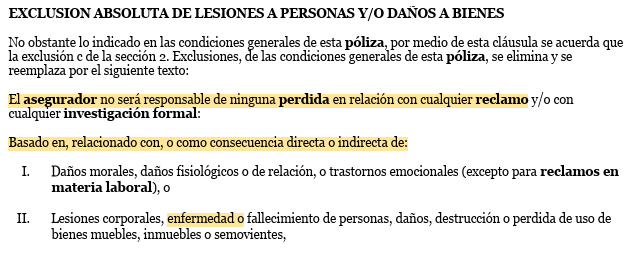 EXCLUSION ABSOLUTA DE LESIONES A PERSONAS Y/O DAÑOS A BIENES
No obstante lo indicado en las condiciones generales de esta póliza, por medio de esta cláusula se acuerda que
la exclusión c de la sección 2. Exclusiones, de las condiciones generales de esta póliza, se elimina y se
reemplaza por el siguiente texto:
El asegurador no será responsable de ninguna perdida en relación con cualquier reclamo y/o con
cualquier investigación formal:
Basado en, relacionado con, o como consecuencia directa o indirecta de:
I. Daños morales, daños fisiológicos o de relación, o trastornos emocionales (excepto para reclamos en
materia laboral), o
II. Lesiones corporales, enfermedad o fallecimiento de personas, daños, destrucción o perdida de uso de
bienes muebles, inmuebles o semovientes,